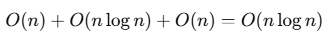 O(n) + O(n log n) + O(n) = O(n log n)